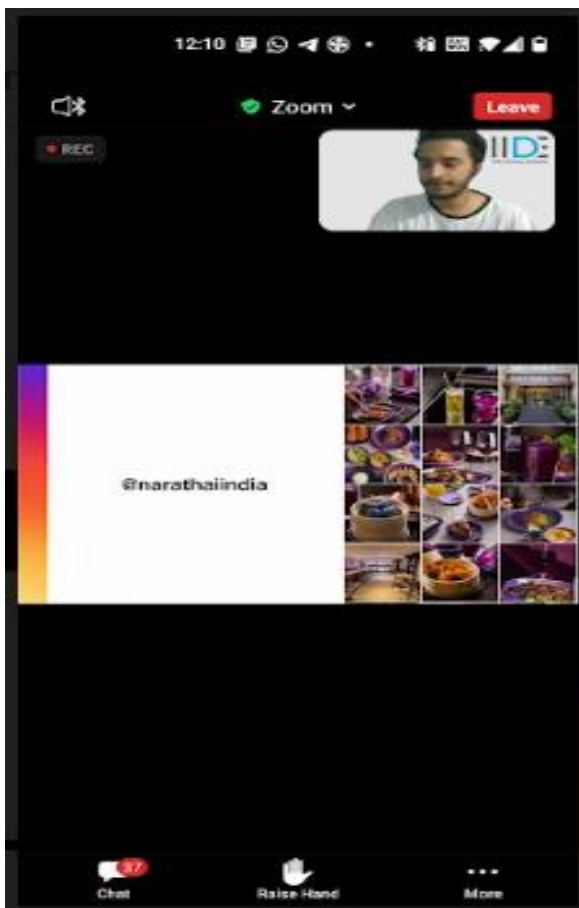 12:10
Zoom
Leave
REC
IIDE
@narathaiindia
37
Chat
Raise Hand
More